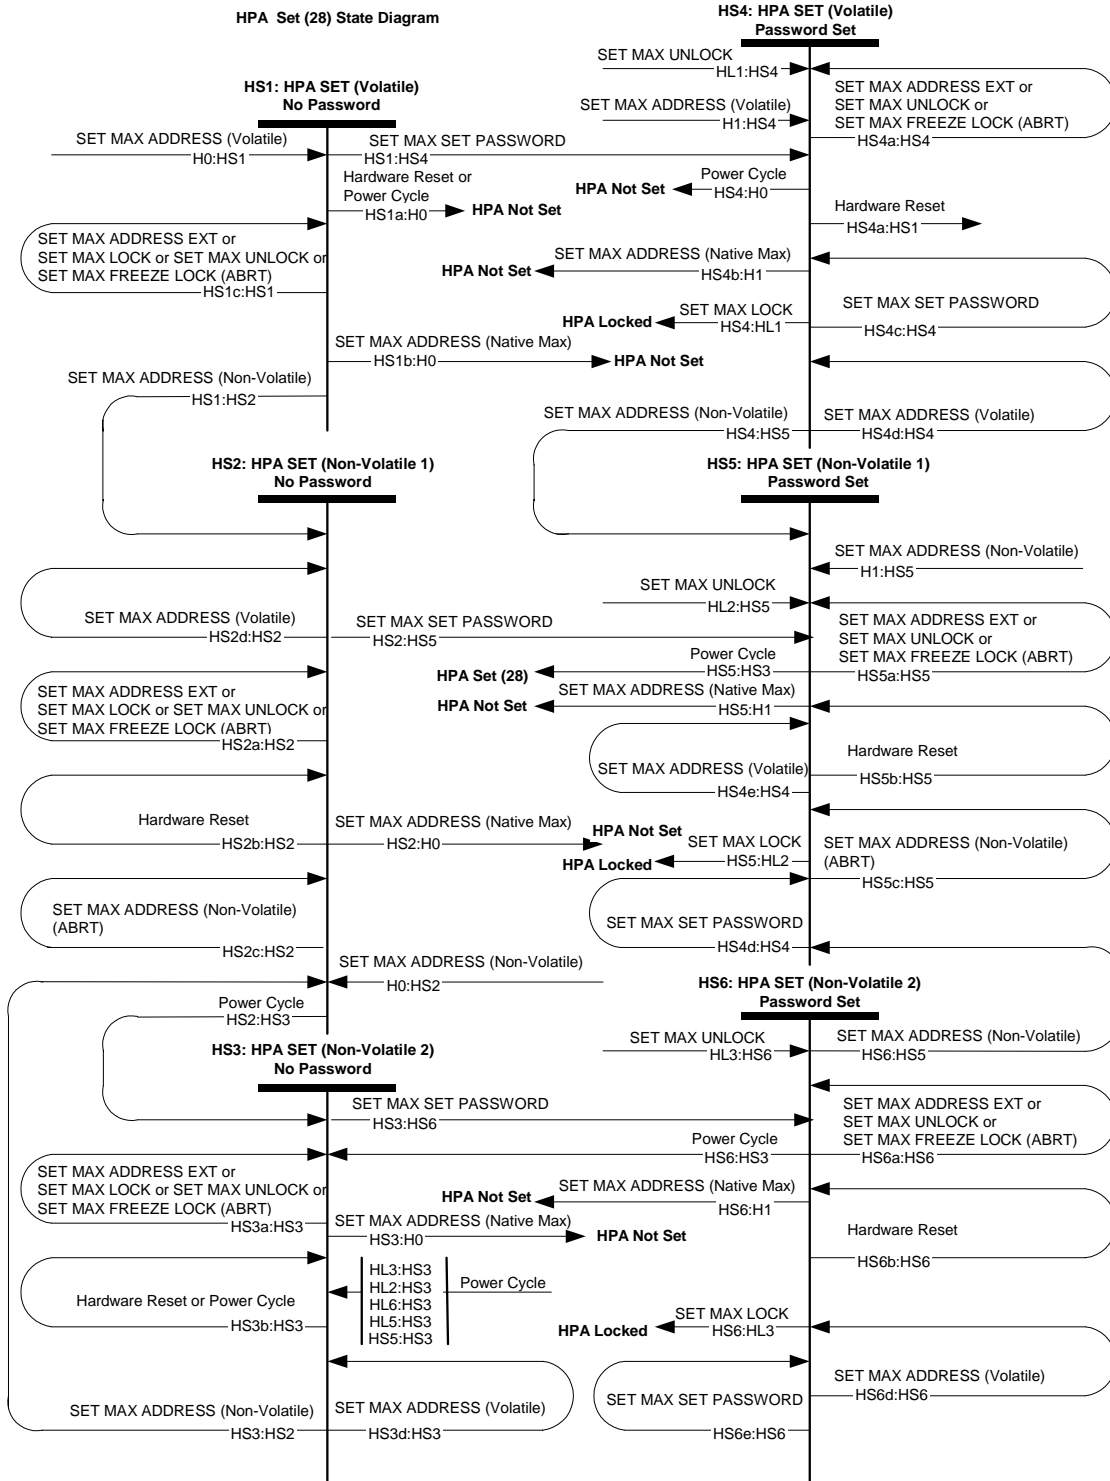 HPA Set (28) State Diagram
HS4: HPA SET (Volatile)
Password Set
SET MAX UNLOCK
HL1:HS4
HS1: HPA SET (Volatile)
No Password
SET MAX ADDRESS EXT or
SET MAX UNLOCK or
SET MAX FREEZE LOCK (ABRT)
HS4a:HS4
SET MAX ADDRESS (Volatile)
H1:HS4
SET MAX ADDRESS (Volatile)
H0:HS1
SET MAX SET PASSWORD
HS1:HS4
Hardware Reset or
Power Cycle
HS1a:H0
HPA Not Set
Power Cycle
HS4:H0
HPA Not Set
Hardware Reset
HS4a:HS1
SET MAX ADDRESS EXT or
SET MAX LOCK or SET MAX UNLOCK or
SET MAX FREEZE LOCK (ABRT)
HS1c:HS1
SET MAX ADDRESS (Native Max)
HPA Not Set
HS4b:H1
SET MAX LOCK
HPA Locked
HS4:HL1
SET MAX SET PASSWORD
HS4c:HS4
SET MAX ADDRESS (Native Max)
HS1b:H0
HPA Not Set
SET MAX ADDRESS (Non-Volatile)
HS1:HS2
SET MAX ADDRESS (Non-Volatile)
HS4:HS5
SET MAX ADDRESS (Volatile)
HS4d:HS4
HS2: HPA SET (Non-Volatile 1)
No Password
HS5: HPA SET (Non-Volatile 1)
Password Set
SET MAX ADDRESS (Non-Volatile)
H1:HS5
SET MAX UNLOCK
HL2:HS5
SET MAX ADDRESS (Volatile)
HS2d:HS2
SET MAX SET PASSWORD
HS2:HS5
SET MAX ADDRESS EXT or
SET MAX UNLOCK or
SET MAX FREEZE LOCK (ABRT)
HS5a:HS5
Power Cycle
HS5:HS3
HPA Set (28)
SET MAX ADDRESS EXT or
SET MAX LOCK or SET MAX UNLOCK or
SET MAX FREEZE LOCK (ABRT)
HS2a:HS2
SET MAX ADDRESS (Native Max)
HPA Not Set
HS5:H1
SET MAX ADDRESS (Volatile)
HS4e:HS4
Hardware Reset
HS5b:HS5
Hardware Reset
HS2b:HS2
SET MAX ADDRESS (Native Max)
HS2:H0
HPA Not Set
SET MAX LOCK
HPA Locked
HS5:HL2
SET MAX ADDRESS (Non-Volatile)
(ABRT)
HS5c:HS5
SET MAX ADDRESS (Non-Volatile)
(ABRT)
HS2c:HS2
SET MAX SET PASSWORD
HS4d:HS4
SET MAX ADDRESS (Non-Volatile)
H0:HS2
HS6: HPA SET (Non-Volatile 2)
Password Set
Power Cycle
HS2:HS3
SET MAX UNLOCK
HL3:HS6
SET MAX ADDRESS (Non-Volatile)
HS6:HS5
HS3: HPA SET (Non-Volatile 2)
No Password
SET MAX SET PASSWORD
HS3:HS6
SET MAX ADDRESS EXT or
SET MAX UNLOCK or
SET MAX FREEZE LOCK (ABRT)
HS6a:HS6
Power Cycle
HS6:HS3
SET MAX ADDRESS EXT or
SET MAX LOCK or SET MAX UNLOCK or
SET MAX FREEZE LOCK (ABRT)
HS3a:HS3
SET MAX ADDRESS (Native Max)
HPA Not Set
HS6:H1
SET MAX ADDRESS (Native Max)
HS3:H0
HPA Not Set
Hardware Reset
HS6b:HS6
HL3:HS3
HL2:HS3
HL6:HS3
HL5:HS3
HS5:HS3
Power Cycle
Hardware Reset or Power Cycle
HS3b:HS3
SET MAX LOCK
HPA Locked
HS6:HL3
SET MAX ADDRESS (Volatile)
HS6d:HS6
SET MAX SET PASSWORD
HS6e:HS6
SET MAX ADDRESS (Non-Volatile)
HS3:HS2
SET MAX ADDRESS (Volatile)
HS3d:HS3